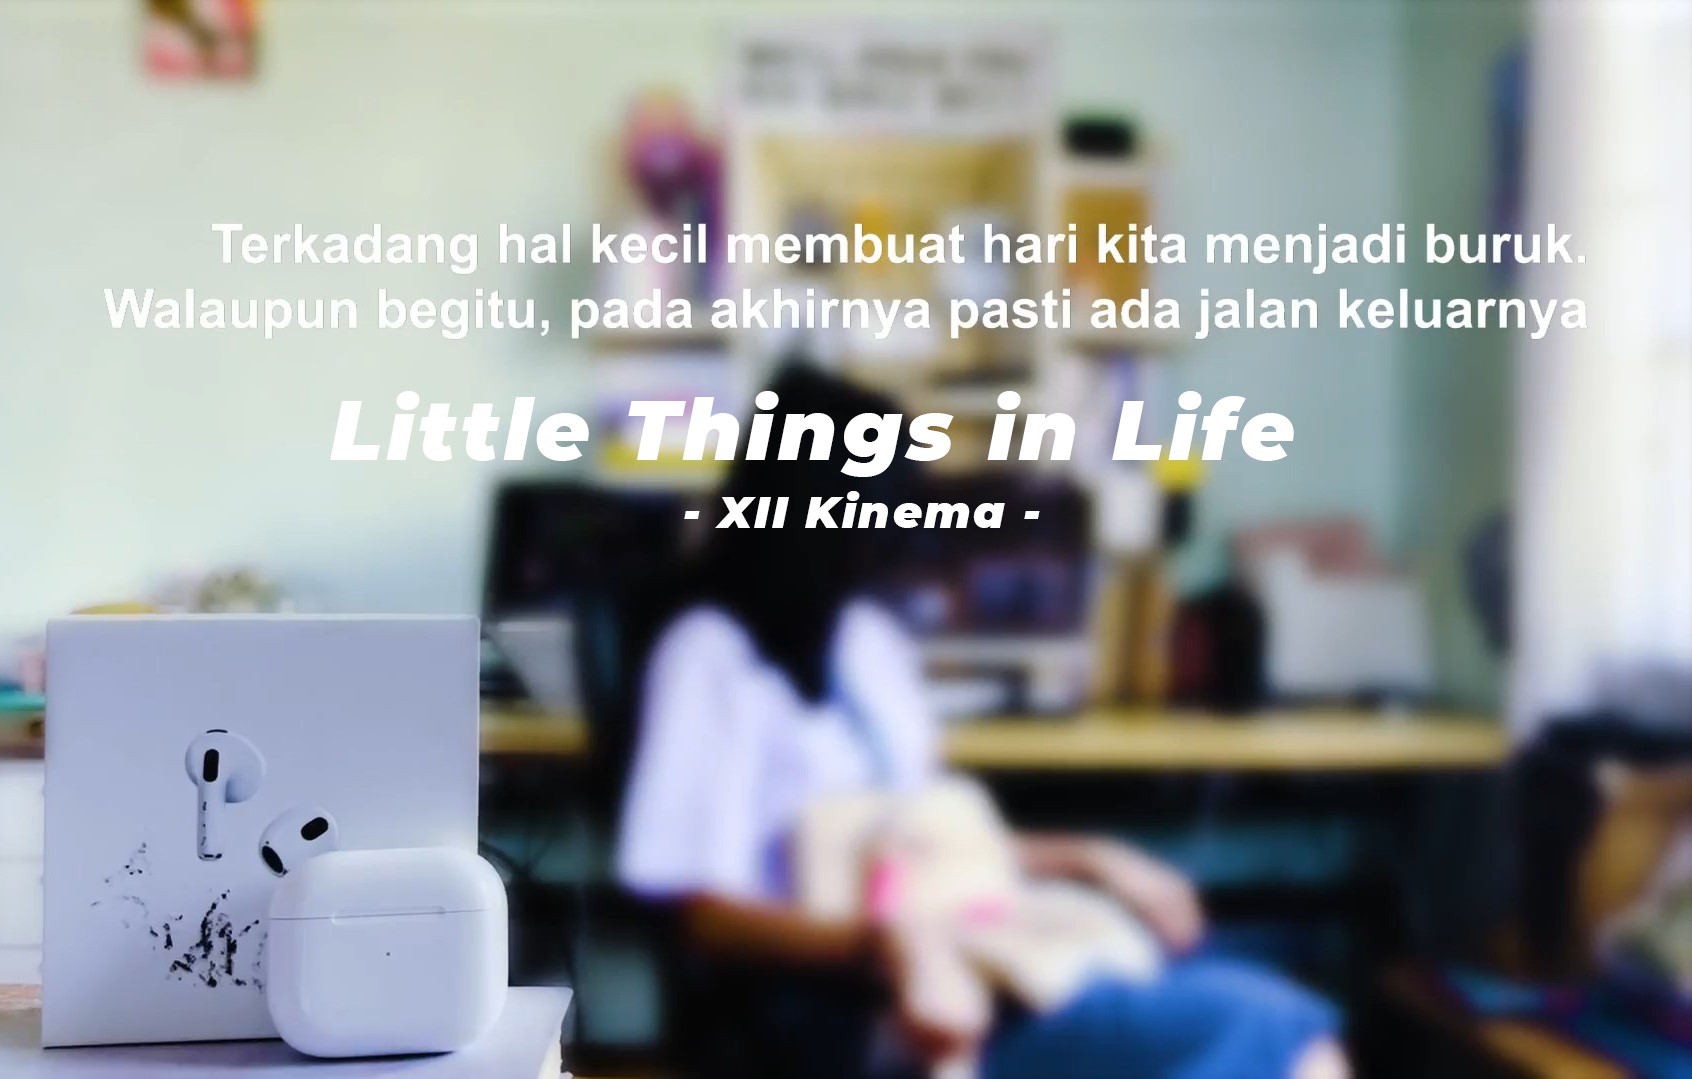 Terkadang hal kecil membuat hari kita menjadi buruk.
Walaupun begitu, pada akhirnya pasti ada jalan keluarnya
Little Things in Life
- XII Kinema -